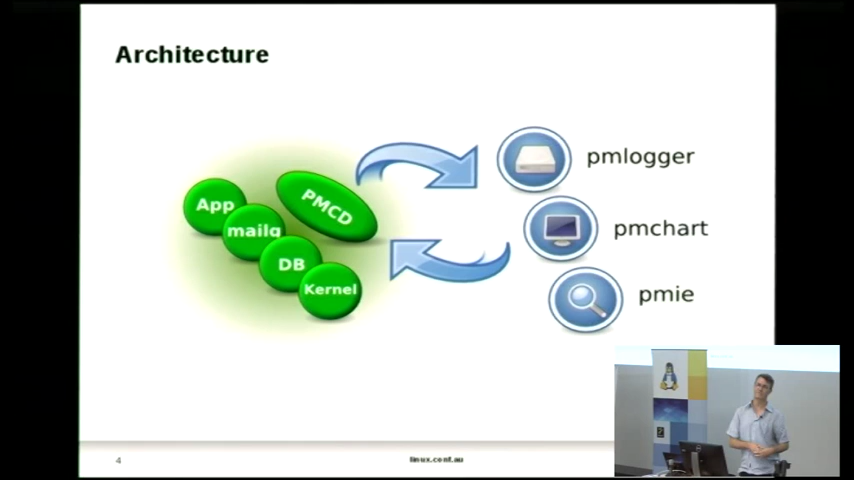 Architecture
pmlogger
App
PMCD
mailq
pmchart
DB
Kernel
pmie
4
linux.conf.au